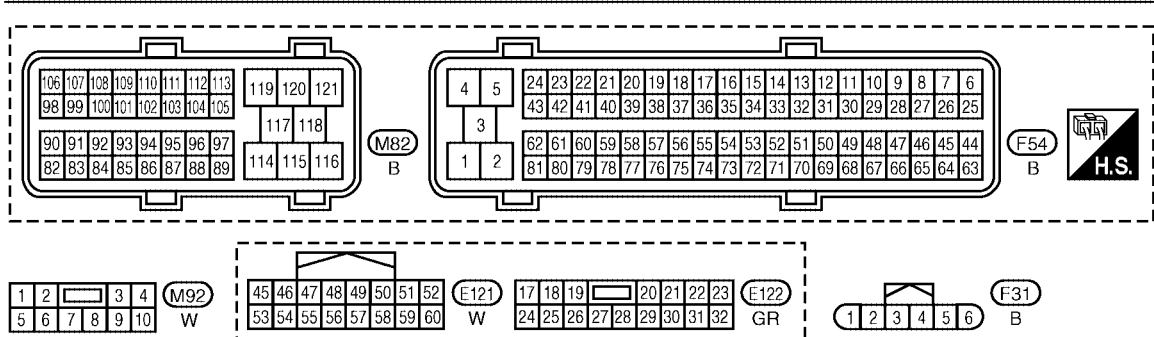 106 107 108 109 110 111 112 113 119 120 121 4 5 24 23 22 21 20 19 18 17 16 15 14 13 12 11 10 9 8 7 6
98 99 100 101 102 103 104 105 43 42 41 40 39 38 37 36 35 34 33 32 31 30 29 28 27 26 25
117 118 M82 3 F54
90 91 92 93 94 95 96 97 62 61 60 59 58 57 56 55 54 53 52 51 50 49 48 47 46 45 44
82 83 84 85 86 87 88 89 114 115 116 B 1 2 81 80 79 78 77 76 75 74 73 72 71 70 69 68 67 66 65 64 63 B H.S.
1 2 3 4 M92 45 46 47 48 49 50 51 52 E121 17 18 19 20 21 22 23 E122 F31
5 6 7 8 9 10 W 53 54 55 56 57 58 59 60 W 24 25 26 27 28 29 30 31 32 GR 1 2 3 4 5 6 B